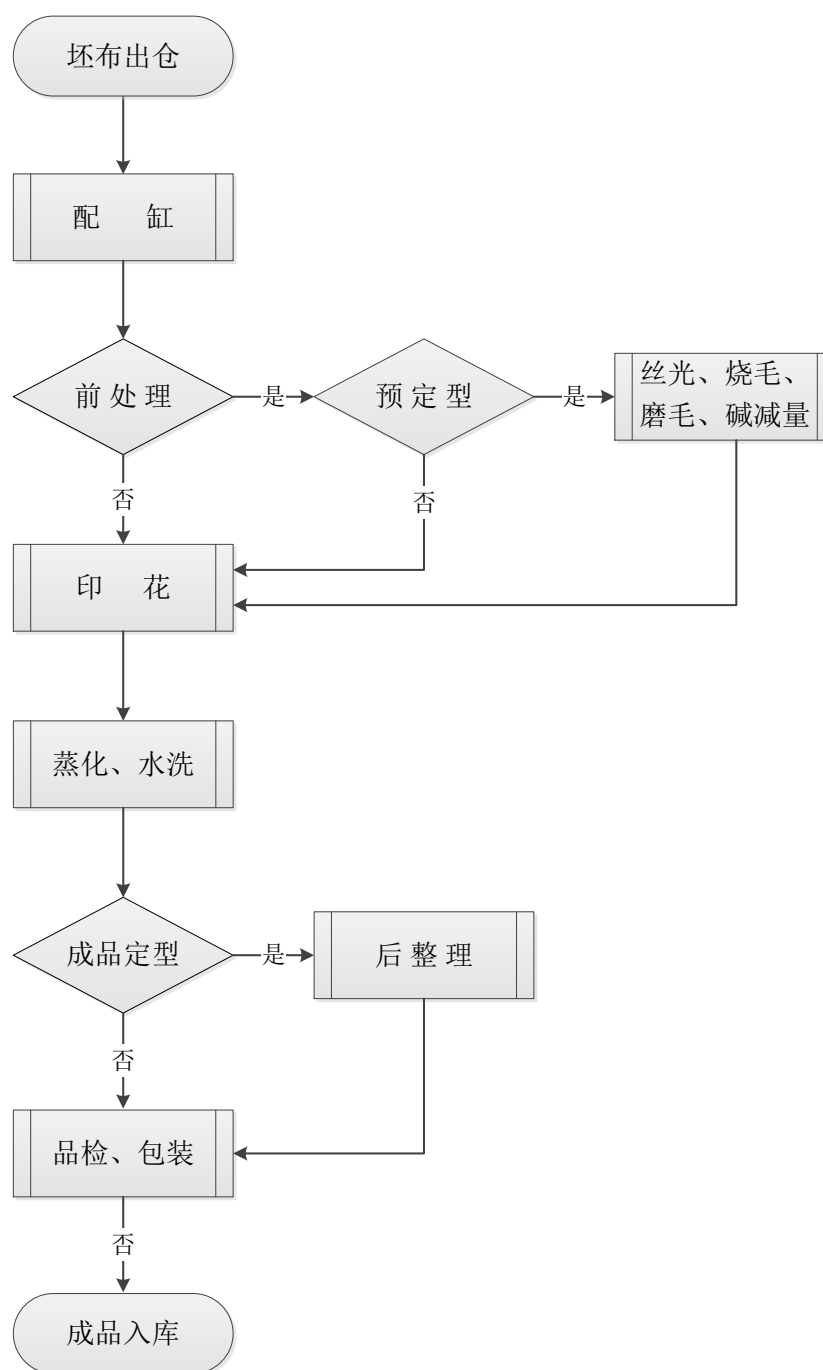 坯布出仓
配 缸
前处理
是
预定型
是
丝光、烧毛、
磨毛、碱减量
否
否
印 花
蒸化、水洗
成品定型
是
后整理
否
品检、包装
否
成品入库